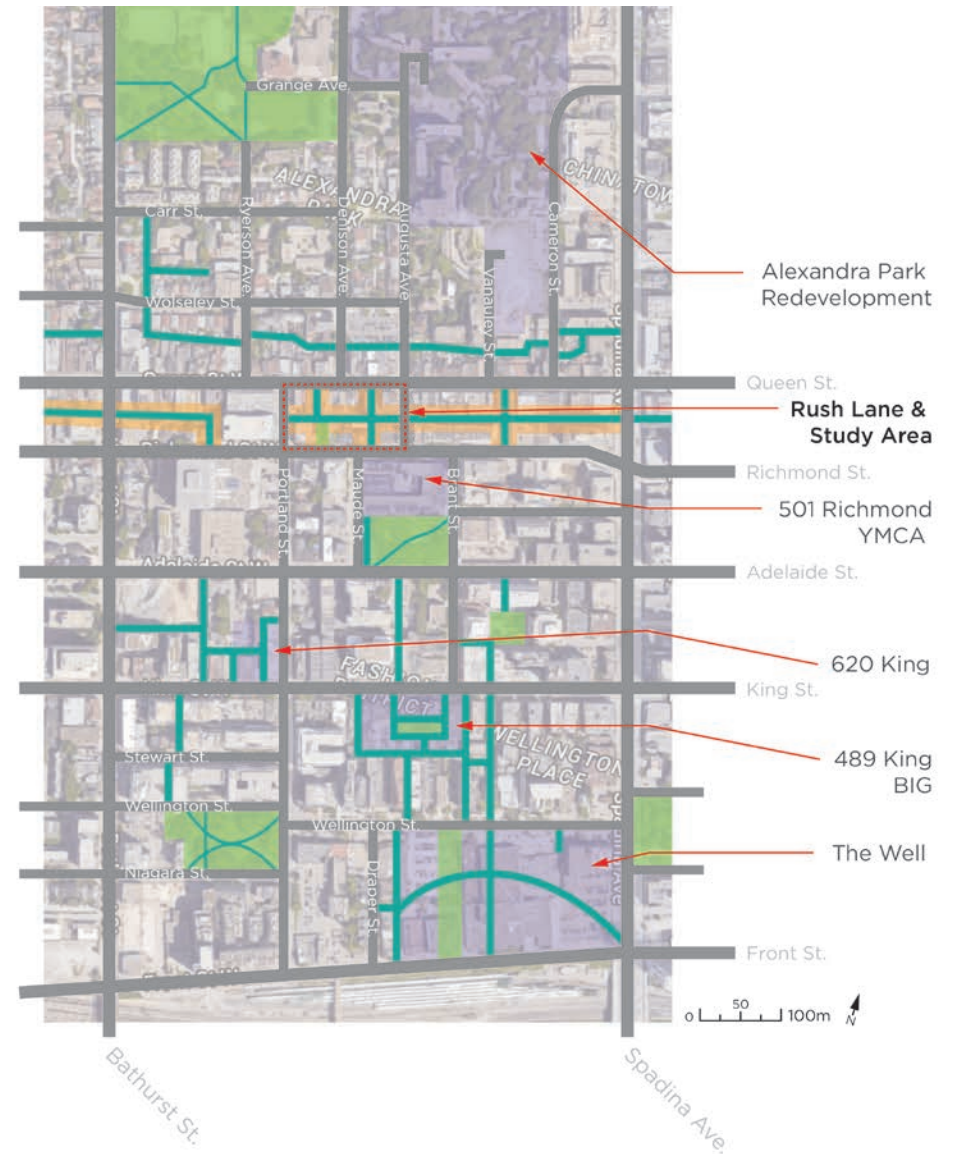 Grange Ave.
CHINATOW
ALEXANDRA
PARK
Carr St.
Ryerson Ave.
Denison Ave.
Augusta Ave.
Cameron St.
Alexandra Park
Redevelopment
Wolseley St.
Vanauley St.
Queen St.
Rush Lane &
Study Area
Richmond St.
Portland St.
Maude St.
Brant St.
501 Richmond
YMCA
Adelaide St.
620 King
FASHION
DISTRICT
King St.
WELLINGTON
PLACE
Stewart St.
489 King
BIG
Wellington St.
Wellington St.
The Well
Niagara St.
Draper St.
Front St.
0 50 100m
N
Bathurst St.
Spadina Ave.